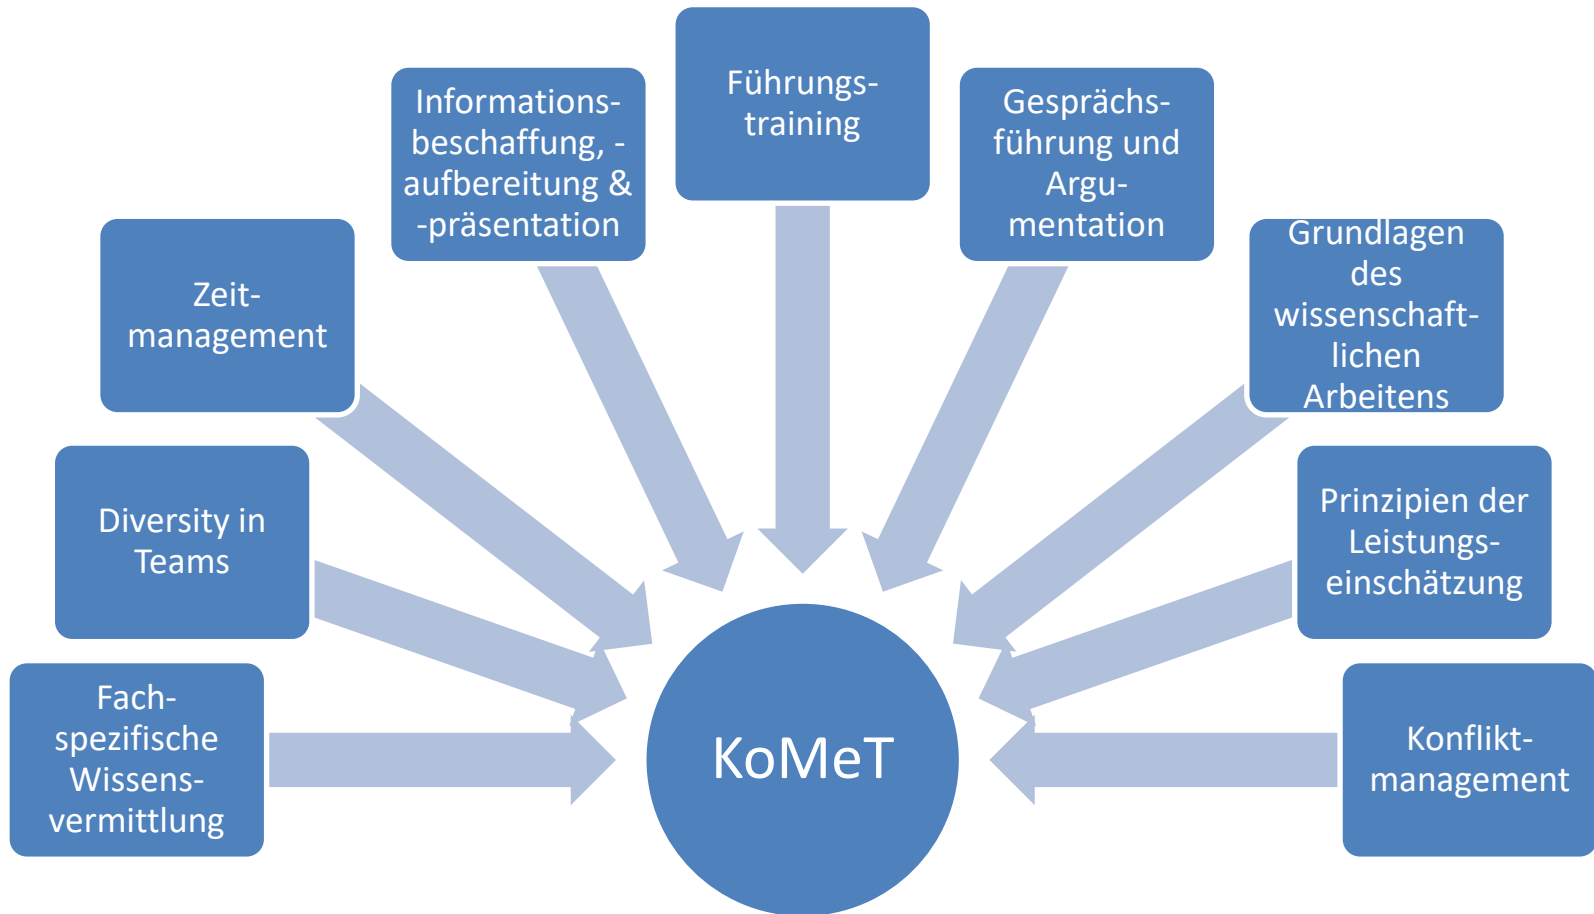 Führungs-
training
Informations-
beschaffung, -
aufbereitung &
-präsentation
Gesprächs-
führung und
Argu-
mentation
Zeit-
management
Grundlagen
des
wissenschaft-
lichen
Arbeitens
Diversity in
Teams
Prinzipien der
Leistungs-
einschätzung
Fach-
spezifische
Wissens-
vermittlung
KoMeT
Konflikt-
management